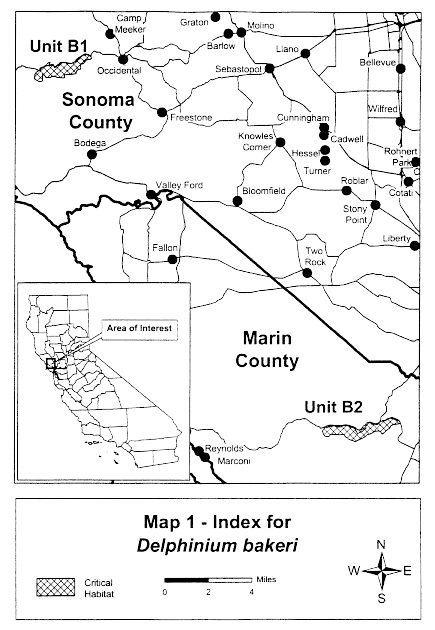 Camp
Meeker
Graton
Molino
Unit B1
Barlow
Llano
Occidental
Sebastopol
Bellevue
Sonoma
County
Freestone
Cunningham
Wilfred
Bodega
Knowles
Corner
Cadwell
Hessel
Turner
Rohnert
Park
C
Valley Ford
Bloomfield
Roblar
Cotati
Stony
Point
Fallon
Two
Rock
Liberty
Area of Interest
Marin
County
Unit B2
Reynolds
Marconi
Map 1 - Index for
Delphinium bakeri
Critical
Habitat
Miles
0 2 4
N
W E
S